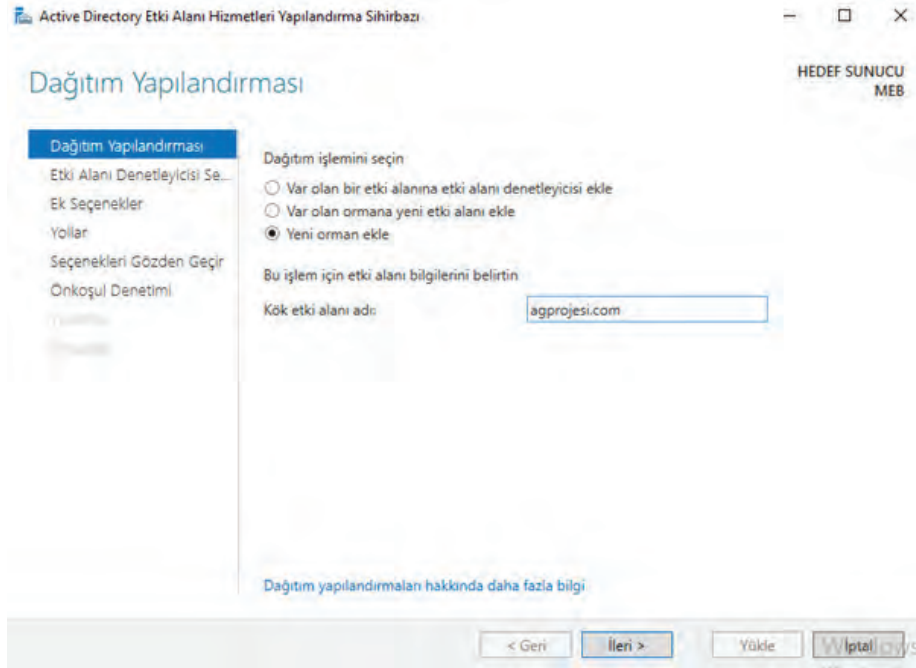 Active Directory Etki Alanı Hizmetleri Yapılandırma Sihirbazı
Dağıtım Yapılandırması
HEDEF SUNUCU
MEB
Dağıtım Yapılandırması
Etki Alanı Denetleyicisi Se...
Ek Seçenekler
Yollar
Seçenekleri Gözden Geçir
Önkoşul Denetimi
Dağıtım işlemini seçin
Var olan bir etki alanına etki alanı denetleyicisi ekle
Var olan ormana yeni etki alanı ekle
Yeni orman ekle
Bu işlem için etki alanı bilgilerini belirtin
Kök etki alanı adı: agprojesi.com
Dağıtım yapılandırmaları hakkında daha fazla bilgi
< Geri İleri > Yükle İptal